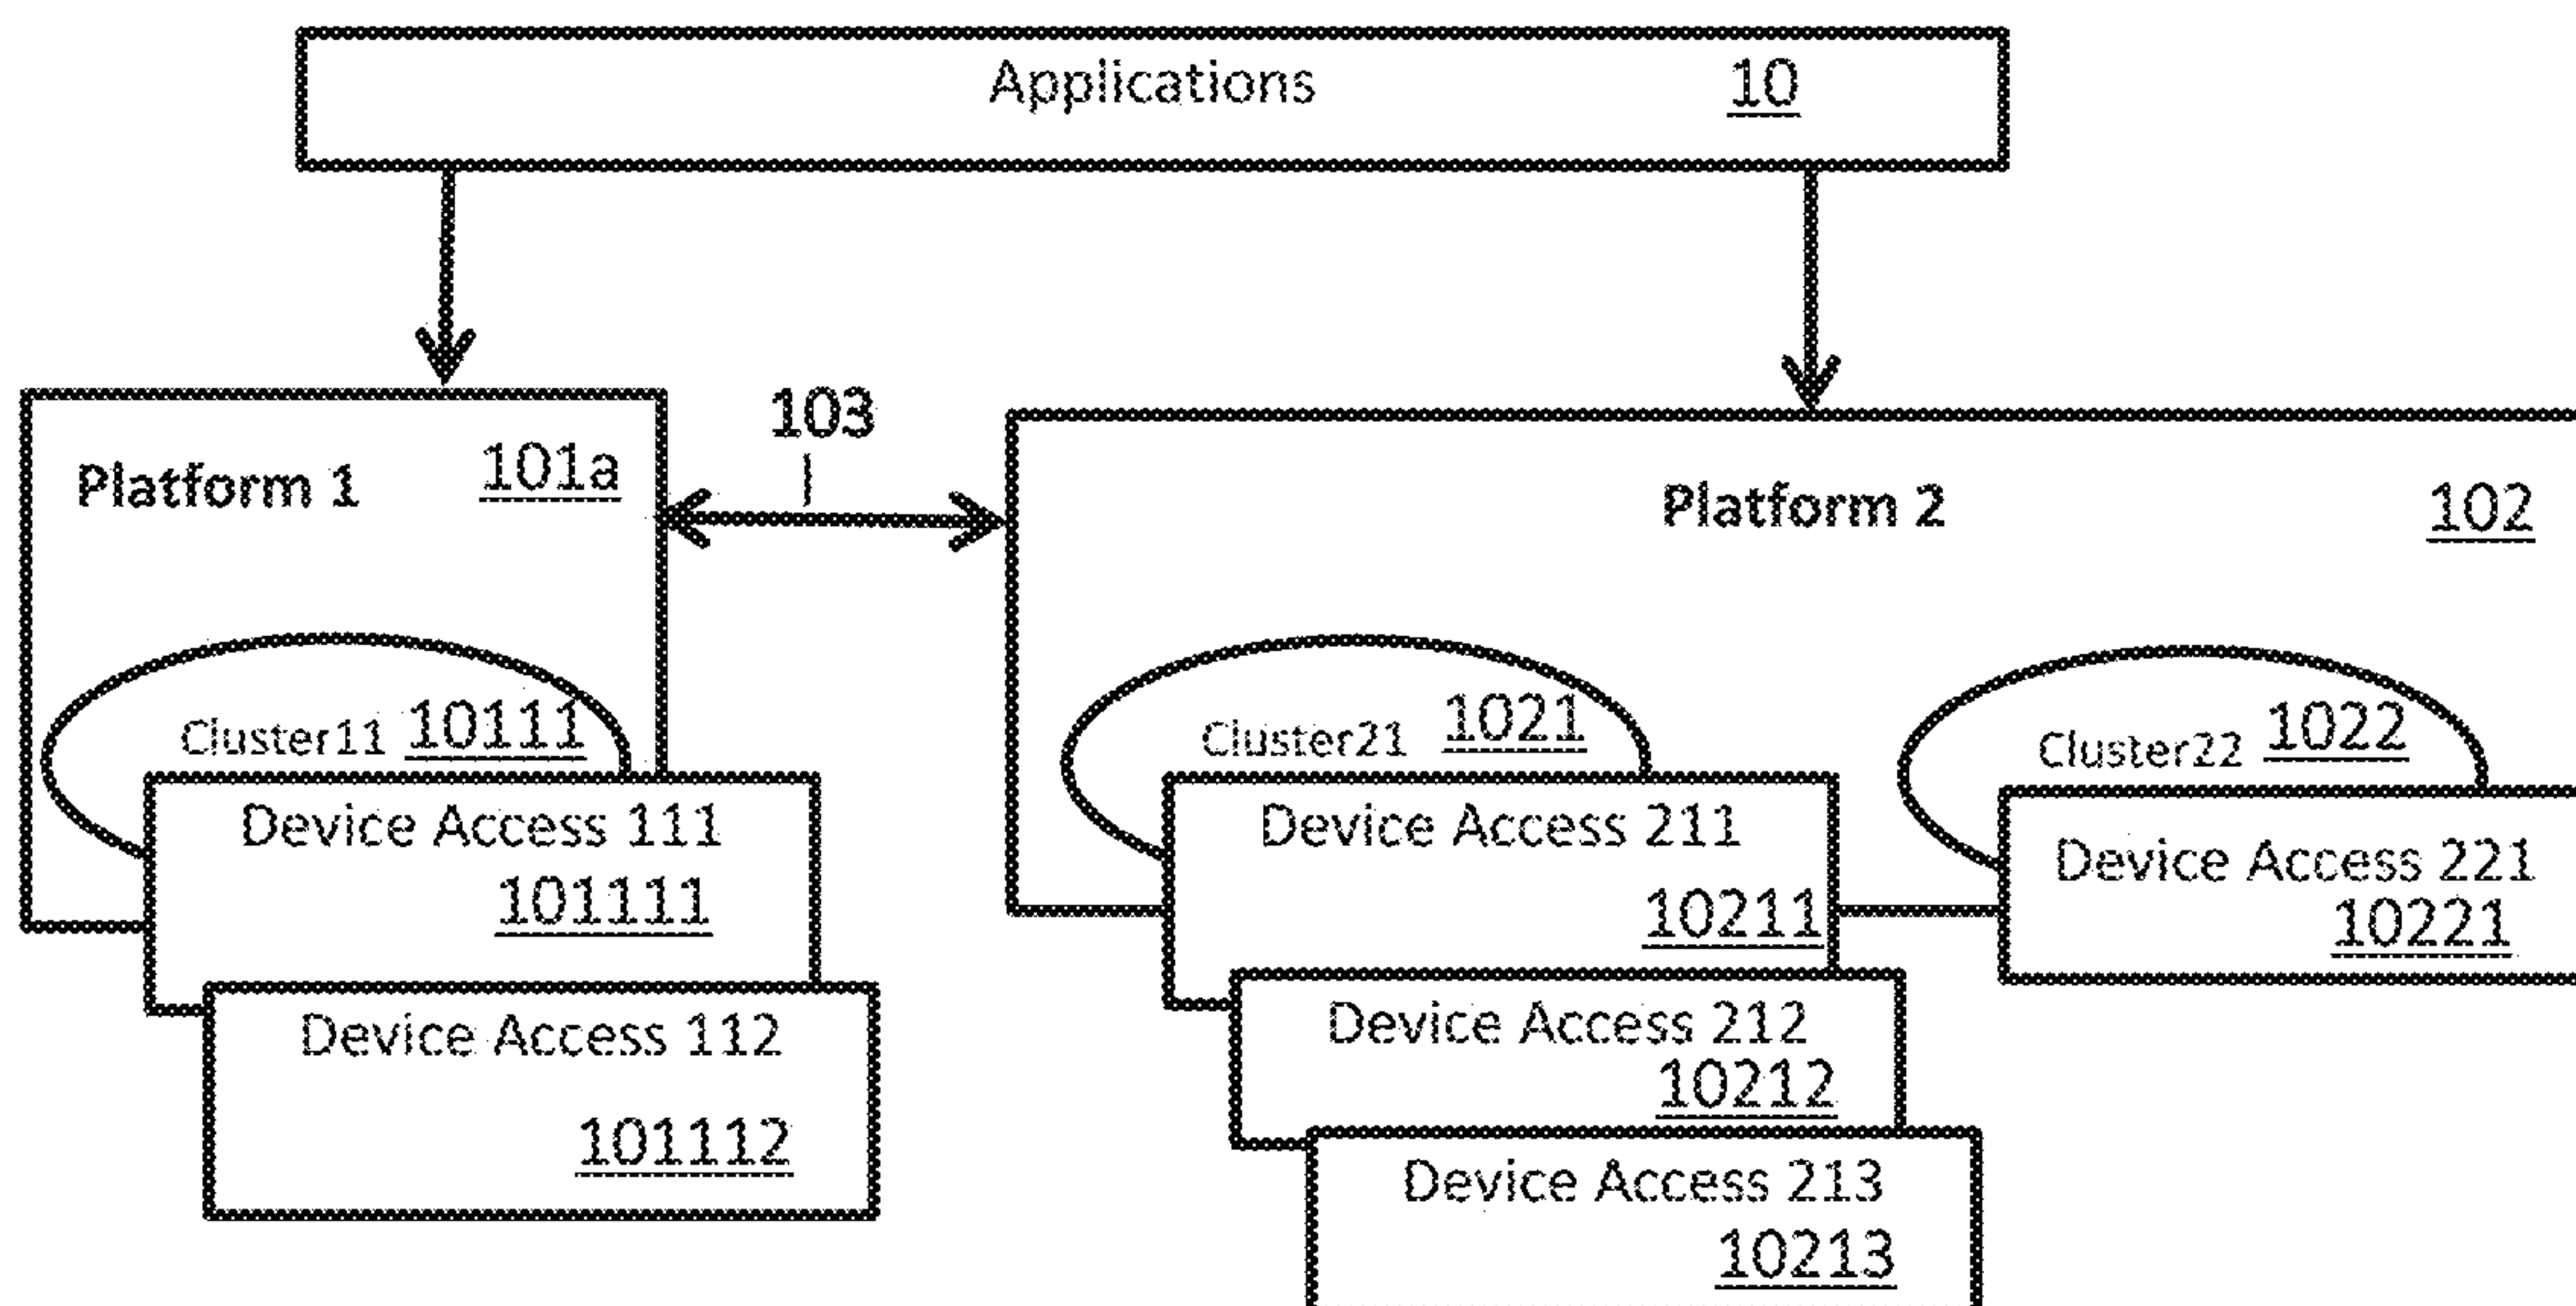 Applications 10
103
Platform 1 101a
Platform 2 102
Cluster11 10111
Cluster21 1021
Cluster22 1022
Device Access 111
101111
Device Access 112
101112
Device Access 211
10211
Device Access 212
10212
Device Access 213
10213
Device Access 221
10221